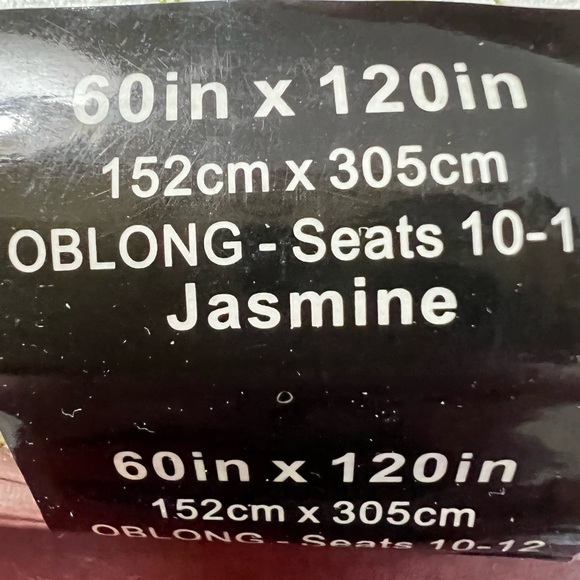 60in x 120in
152cm x 305cm
OBLONG - Seats 10-1
Jasmine
60in x 120in
152cm x 305cm
OBLONG - Seats 10-12